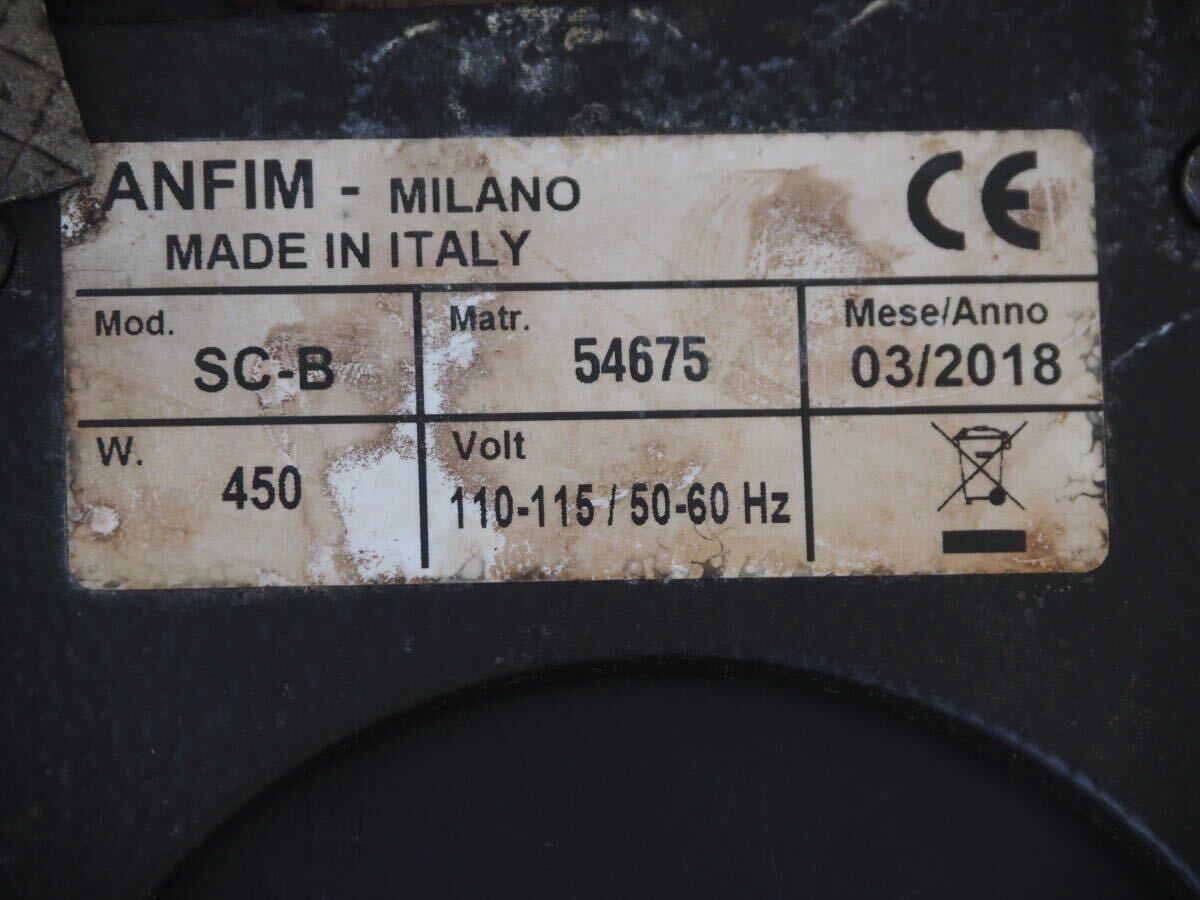 ANFIM - MILANO
MADE IN ITALY
CE
Mod.
SC-B
Matr.
54675
Mese/Anno
03/2018
W.
450
Volt
110-115 / 50-60 Hz